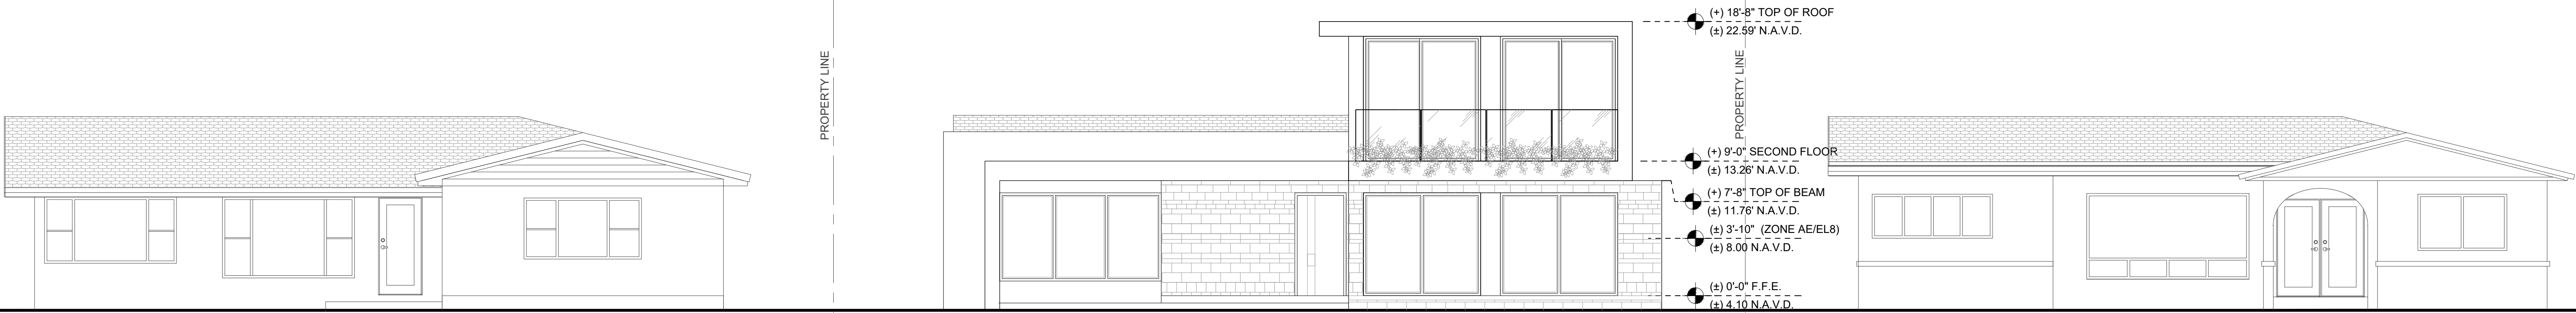 PROPERTY LINE
(+) 18'-8" TOP OF ROOF
(±) 22.59' N.A.V.D.
PROPERTY LINE
(+) 9'-0" SECOND FLOOR
(±) 13.26' N.A.V.D.
(+) 7'-8" TOP OF BEAM
(±) 11.76' N.A.V.D.
(±) 3'-10" (ZONE AE/EL8)
(±) 8.00 N.A.V.D.
(±) 0'-0" F.F.E.
(±) 4.10 N.A.V.D.